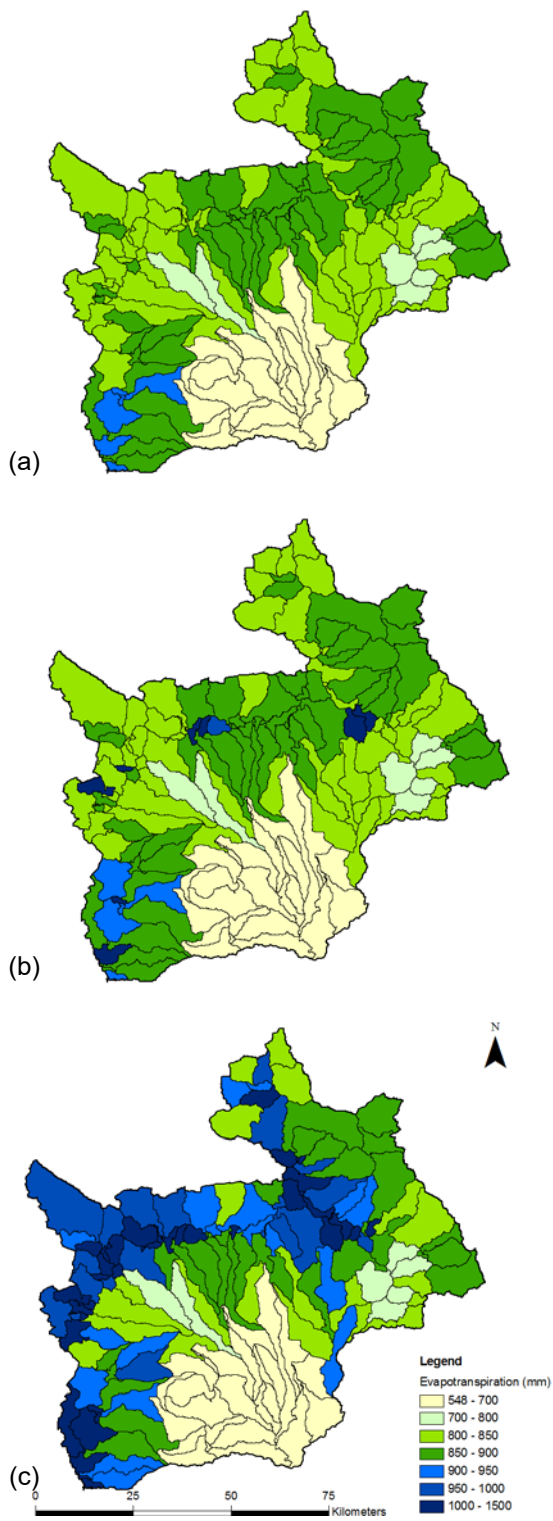 (a)
(b)
N
Legend
Evapotranspiration (mm)
548 - 700
700 - 800
800 - 850
850 - 900
900 - 950
950 - 1000
1000 - 1500
(c)
0 25 50 75
Kilometers